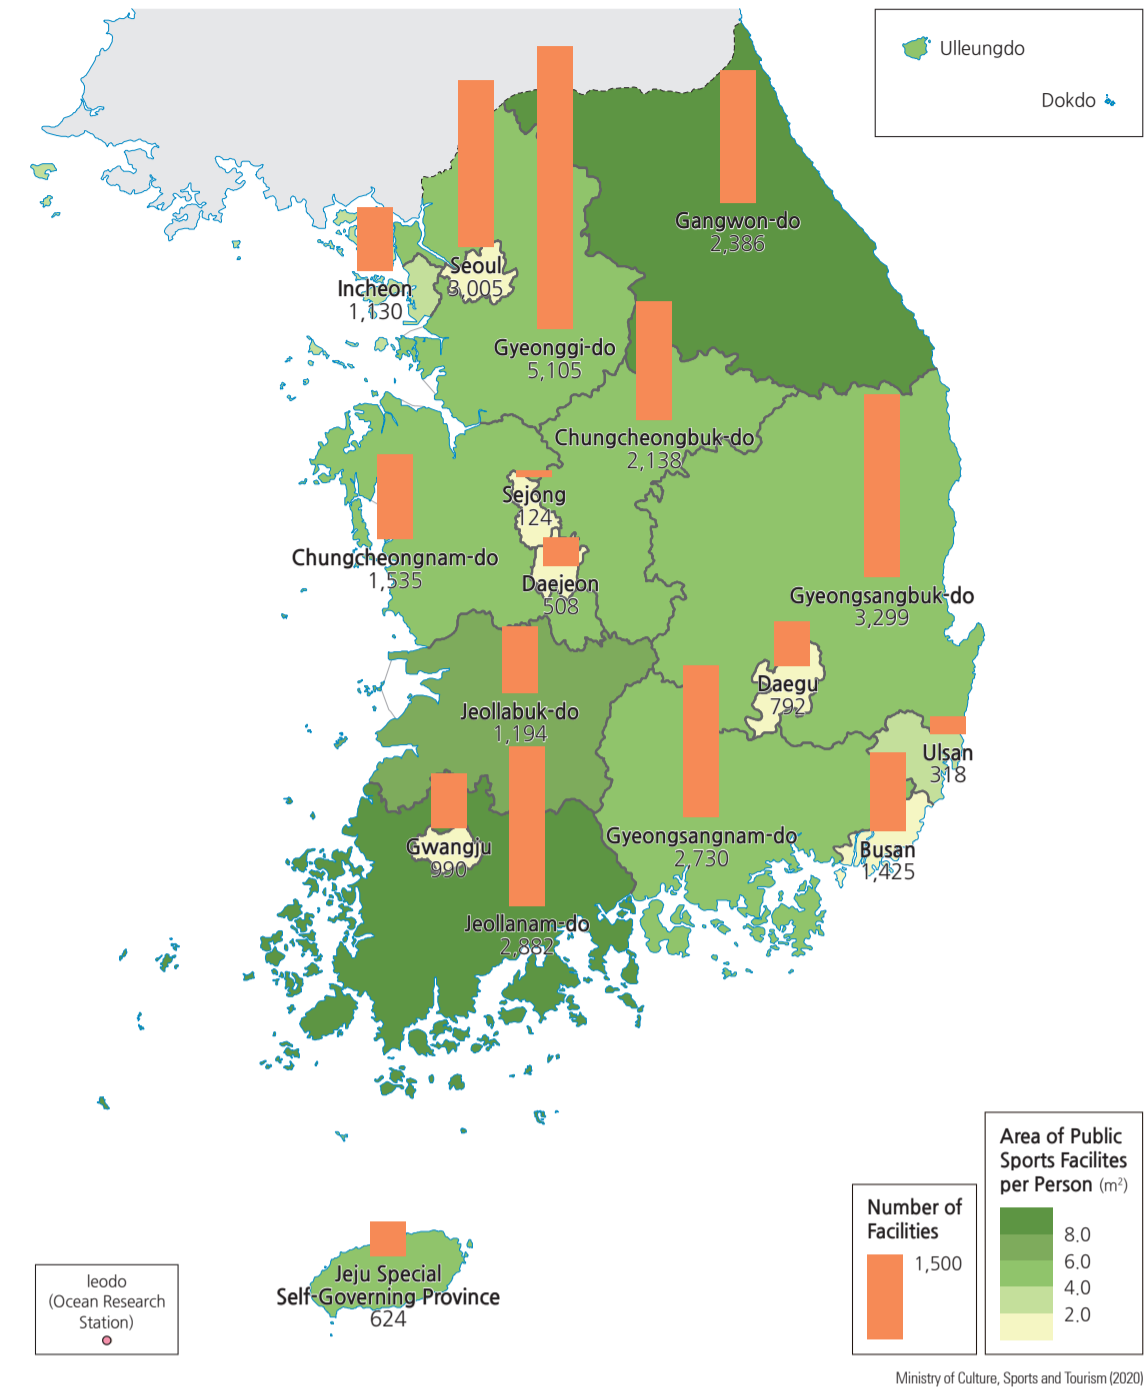 Ulleungdo
Dokdo
Gangwon-do
2,386
Seoul
3,005
Incheon
1,130
Gyeonggi-do
5,105
Chungcheongbuk-do
2,138
Sejong
124
Chungcheongnam-do
1,535
Daejeon
508
Gyeongsangbuk-do
3,299
Daegu
792
Jeollabuk-do
1,194
Ulsan
318
Gyeongsangnam-do
2,730
Busan
1,425
Gwangju
990
Jeollanam-do
2,882
Jeju Special
Self-Governing Province
624
Ieodo
(Ocean Research
Station)
Number of
Facilities
1,500
Area of Public
Sports Facilites
per Person (m²)
8.0
6.0
4.0
2.0
Ministry of Culture, Sports and Tourism (2020)